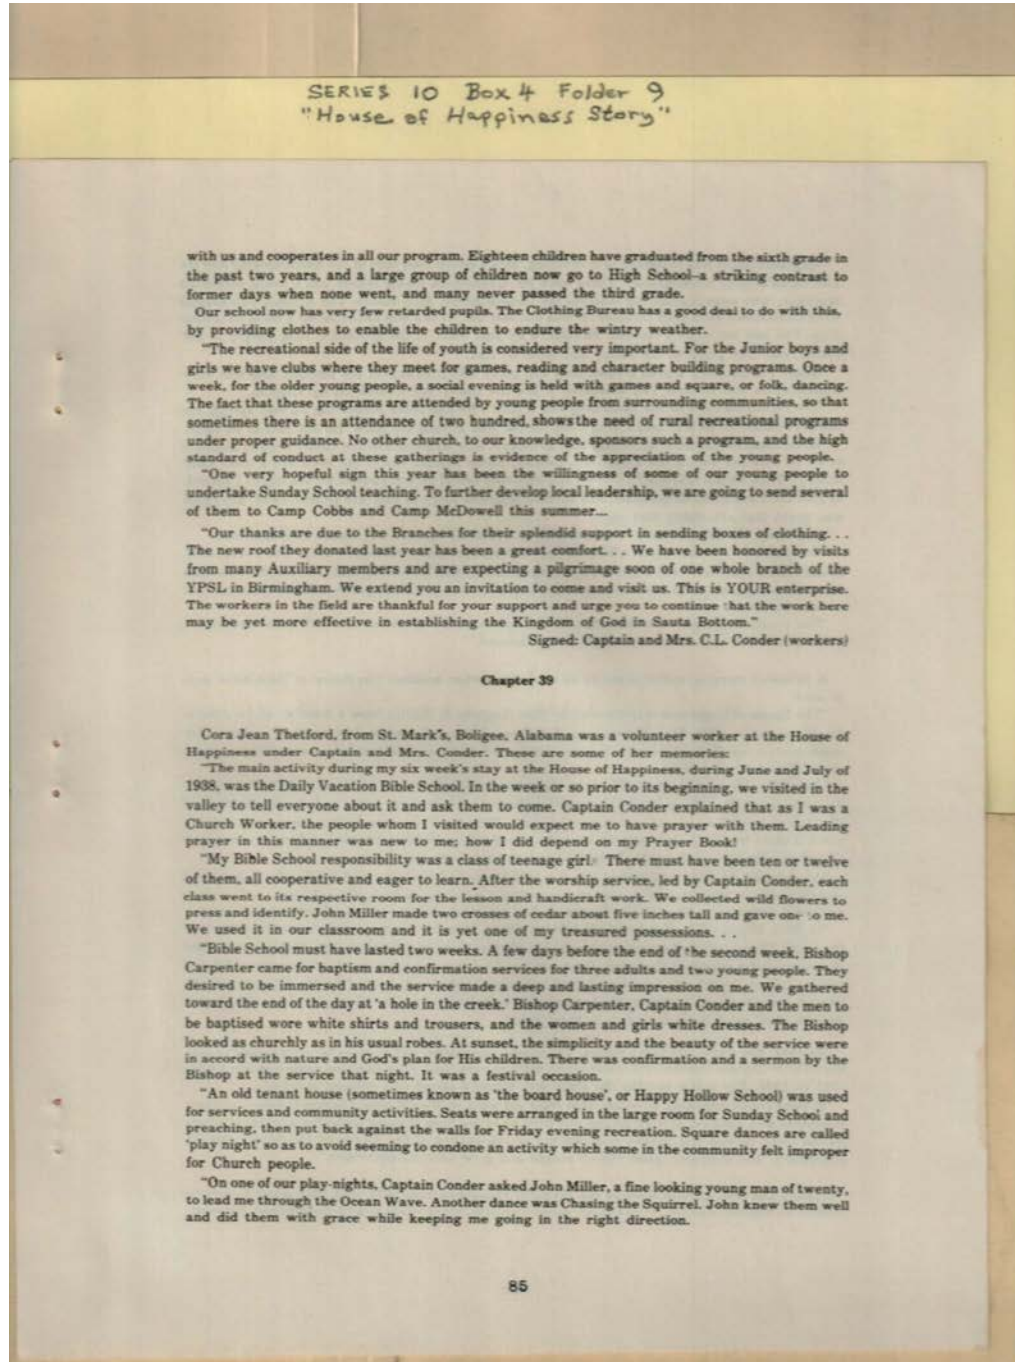 SERIES 10 Box 4 Folder 9
"House of Happiness Story"
with us and cooperates in all our program. Eighteen children have graduated from the sixth grade in
the past two years, and a large group of children now go to High School—a striking contrast to
former days when none went, and many never passed the third grade.
Our school now has very few retarded pupils. The Clothing Bureau has a good deal to do with this,
by providing clothes to enable the children to endure the wintry weather.
"The recreational side of the life of youth is considered very important. For the Junior boys and
girls we have clubs where they meet for games, reading and character building programs. Once a
week, for the older young people, a social evening is held with games and square, or folk, dancing.
The fact that these programs are attended by young people from surrounding communities, so that
sometimes there is an attendance of two hundred, shows the need of rural recreational programs
under proper guidance. No other church, to our knowledge, sponsors such a program, and the high
standard of conduct at these gatherings is evidence of the appreciation of the young people.
"One very hopeful sign this year has been the willingness of some of our young people to
undertake Sunday School teaching. To further develop local leadership, we are going to send several
of them to Camp Cobbs and Camp McDowell this summer...
"Our thanks are due to the Branches for their splendid support in sending boxes of clothing. . .
The new roof they donated last year has been a great comfort. . . We have been honored by visits
from many Auxiliary members and are expecting a pilgrimage soon of one whole branch of the
YPSL in Birmingham. We extend you an invitation to come and visit us. This is YOUR enterprise.
The workers in the field are thankful for your support and urge you to continue that the work here
may be yet more effective in establishing the Kingdom of God in Sauta Bottom."
Signed: Captain and Mrs. C.L. Conder (workers)
Chapter 39
Cora Jean Thetford, from St. Mark's, Boligee, Alabama was a volunteer worker at the House of
Happiness under Captain and Mrs. Conder. These are some of her memories:
"The main activity during my six week's stay at the House of Happiness, during June and July of
1938, was the Daily Vacation Bible School. In the week or so prior to its beginning, we visited in the
valley to tell everyone about it and ask them to come. Captain Conder explained that as I was a
Church Worker, the people whom I visited would expect me to have prayer with them. Leading
prayer in this manner was new to me; how I did depend on my Prayer Book!
"My Bible School responsibility was a class of teenage girl. There must have been ten or twelve
of them, all cooperative and eager to learn. After the worship service, led by Captain Conder, each
class went to its respective room for the lesson and handicraft work. We collected wild flowers to
press and identify. John Miller made two crosses of cedar about five inches tall and gave one to me.
We used it in our classroom and it is yet one of my treasured possessions. . .
"Bible School must have lasted two weeks. A few days before the end of the second week, Bishop
Carpenter came for baptism and confirmation services for three adults and two young people. They
desired to be immersed and the service made a deep and lasting impression on me. We gathered
toward the end of the day at 'a hole in the creek.' Bishop Carpenter, Captain Conder and the men to
be baptised wore white shirts and trousers, and the women and girls white dresses. The Bishop
looked as churchly as in his usual robes. At sunset, the simplicity and the beauty of the service were
in accord with nature and God's plan for His children. There was confirmation and a sermon by the
Bishop at the service that night. It was a festival occasion.
"An old tenant house (sometimes known as 'the board house', or Happy Hollow School) was used
for services and community activities. Seats were arranged in the large room for Sunday School and
preaching, then put back against the walls for Friday evening recreation. Square dances are called
'play night' so as to avoid seeming to condone an activity which some in the community felt improper
for Church people.
"On one of our play-nights, Captain Conder asked John Miller, a fine looking young man of twenty,
to lead me through the Ocean Wave. Another dance was Chasing the Squirrel. John knew them well
and did them with grace while keeping me going in the right direction.
85